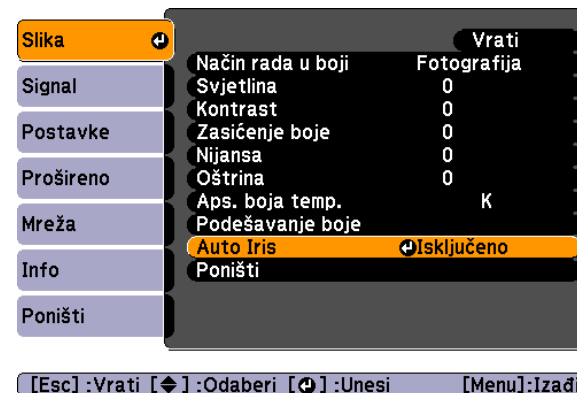 Slika
Signal
Postavke
Prošireno
Mreža
Info
Poništi
Vrati
Način rada u boji Fotografija
Svjetlina 0
Kontrast 0
Zasićenje boje 0
Nijansa 0
Oštrina 0
Aps. boja temp. K
Podešavanje boje
Auto Iris Isključeno
Poništi
[Esc] :Vrati [◆] :Odaberi [↵] :Unesi [Menu]:Izađi